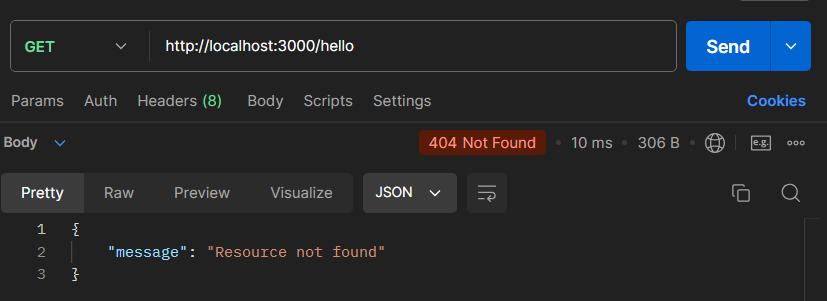 GET http://localhost:3000/hello Send
Params Auth Headers (8) Body Scripts Settings Cookies
Body 404 Not Found 10 ms 306 B e.g.
Pretty Raw Preview Visualize JSON
1 {
2 "message": "Resource not found"
3 }